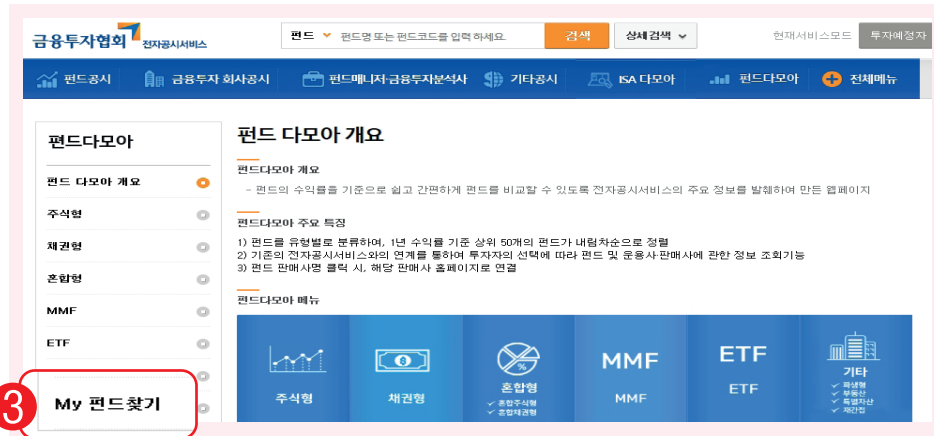 금융투자협회 전자공시서비스
펀드 펀드명 또는 펀드코드를 입력 하세요. 검색 상세검색 현재서비스모드 투자예정자
펀드공시 금융투자 회사공시 펀드매니저·금융투자분석사 기타공시 ISA 다모아 펀드다모아 전체메뉴
펀드다모아
펀드 다모아 개요
주식형
채권형
혼합형
MMF
ETF
3 My 펀드찾기
펀드 다모아 개요
펀드다모아 개요
- 펀드의 수익률을 기준으로 쉽고 간편하게 펀드를 비교할 수 있도록 전자공시서비스의 주요 정보를 발췌하여 만든 웹페이지
펀드다모아 주요 특징
1) 펀드를 유형별로 분류하여, 1년 수익률 기준 상위 50개의 펀드가 내림차순으로 정렬
2) 기존의 전자공시서비스와의 연계를 통하여 투자자의 선택에 따라 펀드 및 운용사·판매사에 관한 정보 조회기능
3) 펀드 판매사명 클릭 시, 해당 판매사 홈페이지로 연결
펀드다모아 메뉴
주식형
채권형
%
혼합형
✓ 혼합주식형
✓ 혼합채권형
MMF
MMF
ETF
ETF
기타
✓ 파생형
✓ 부동산
✓ 특별자산
✓ 재간접